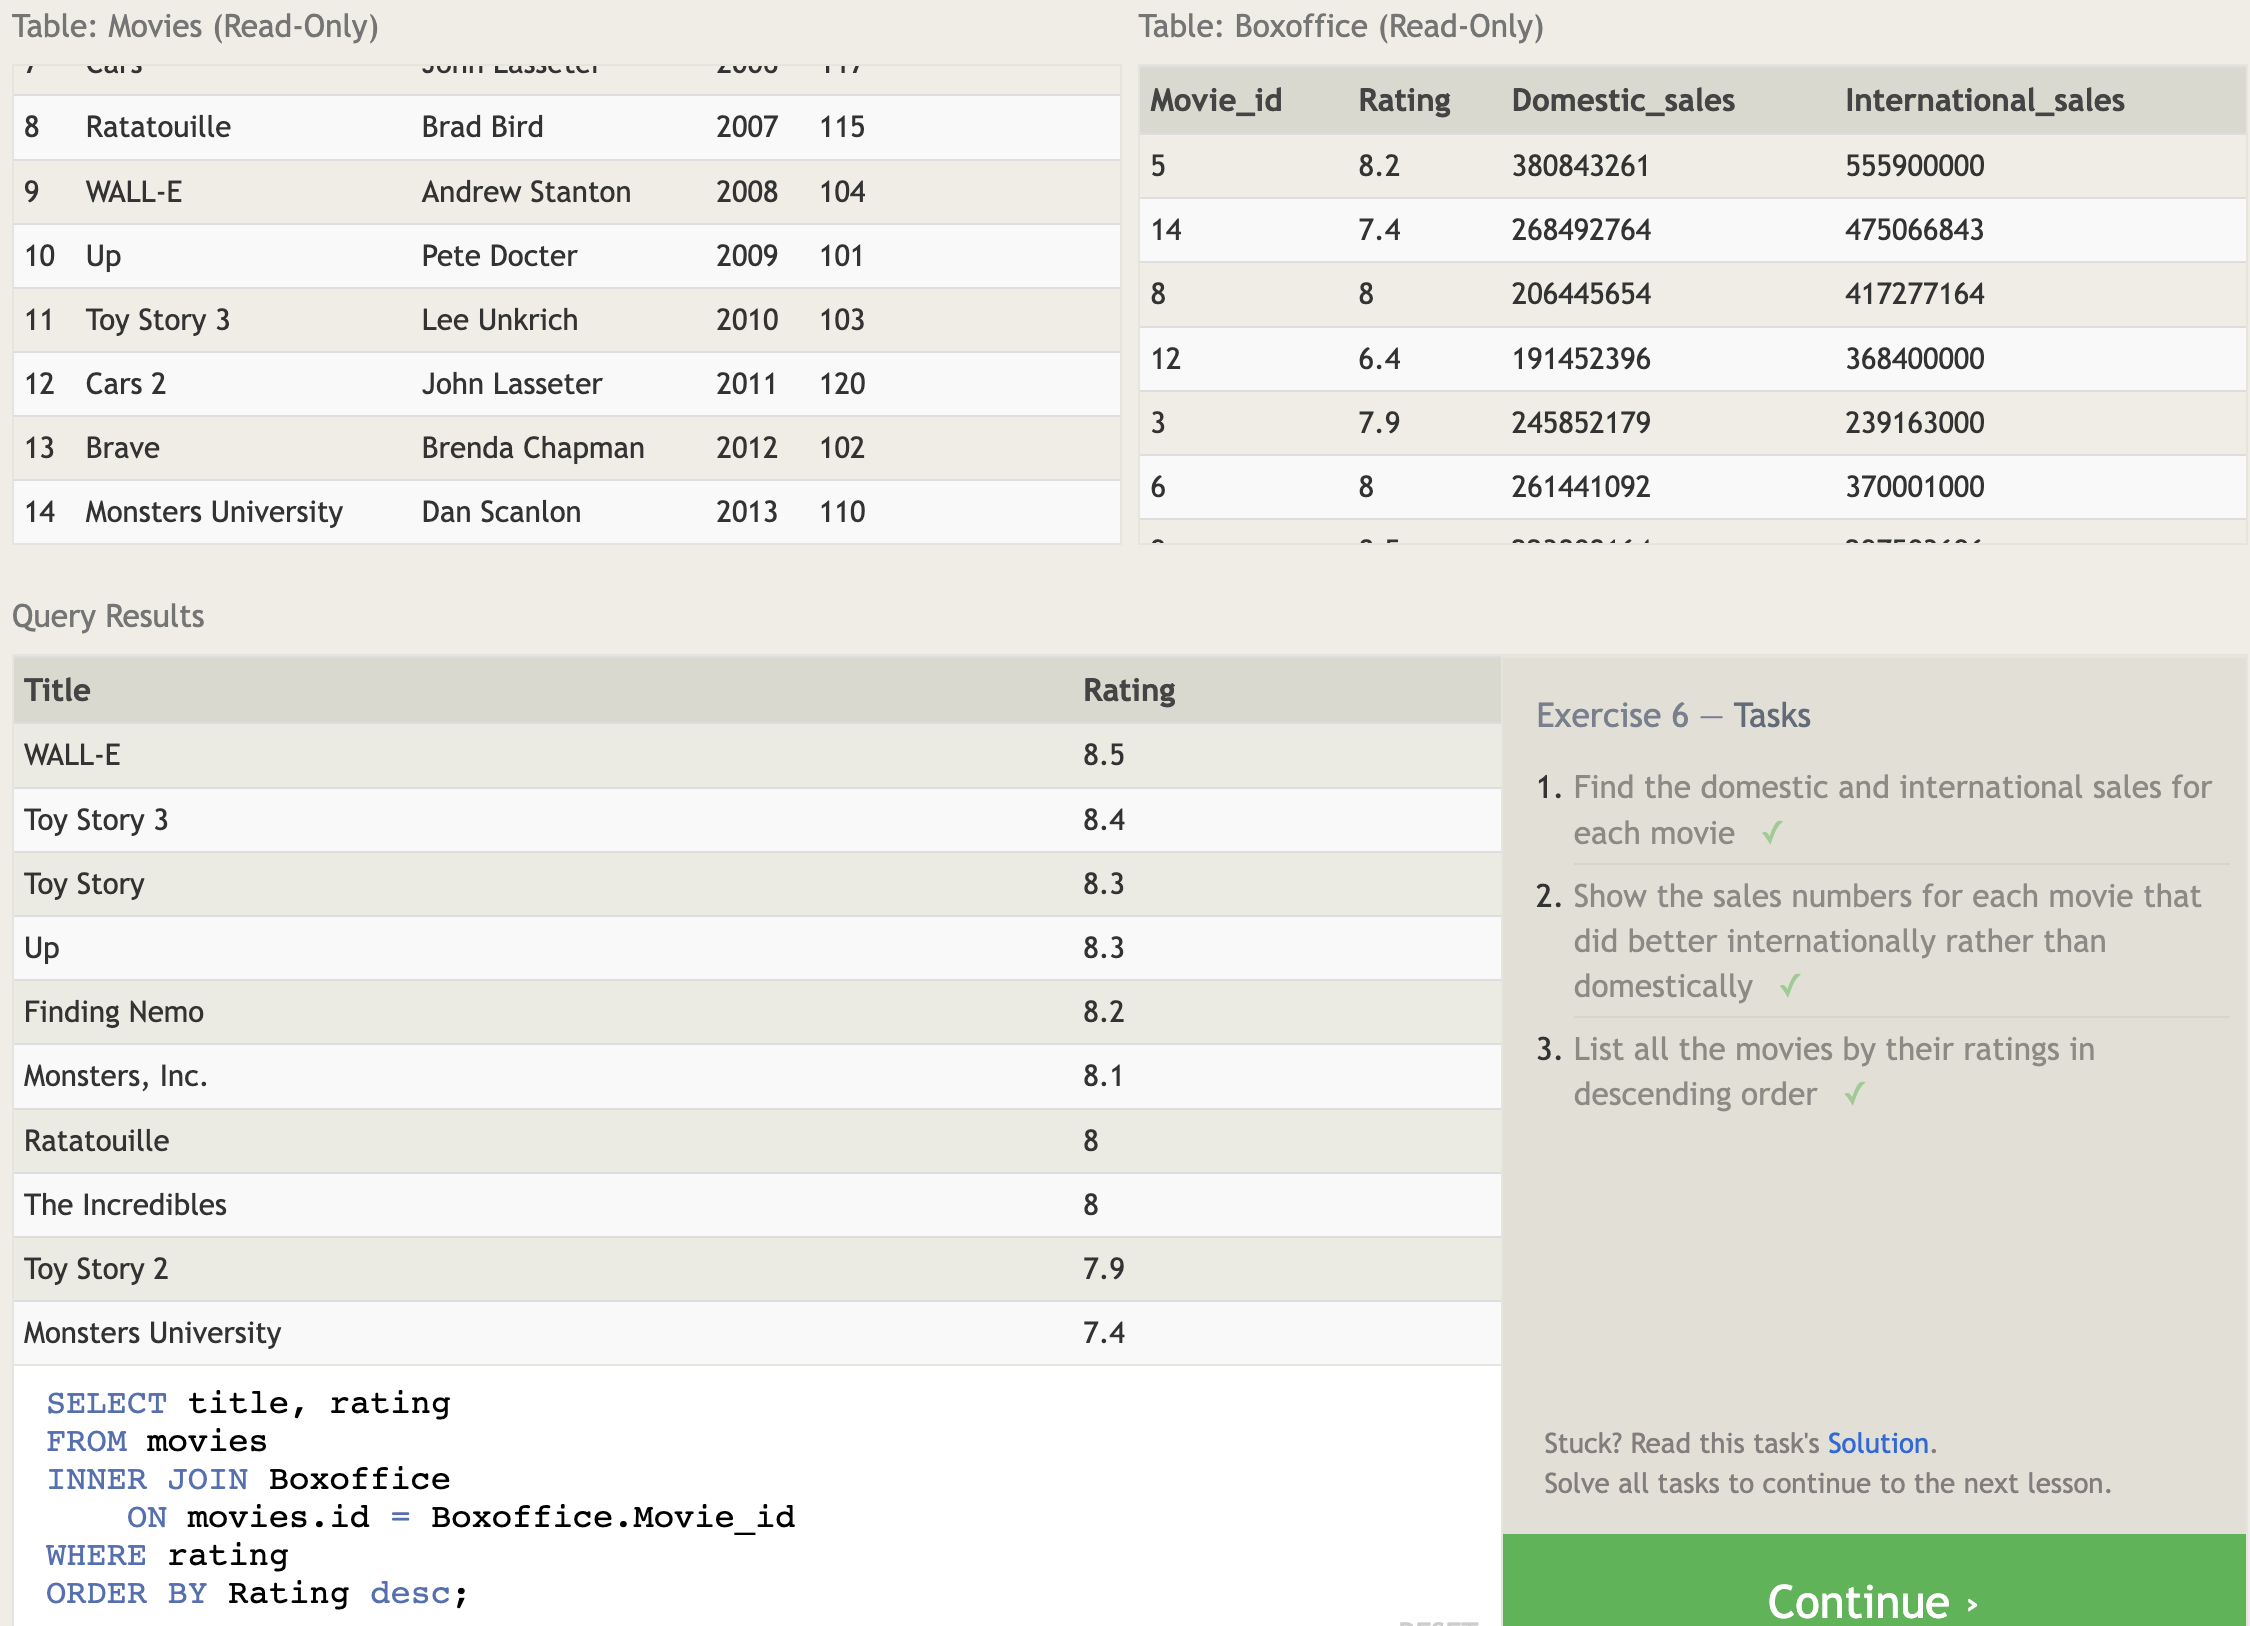 Table: Movies (Read-Only)
7 Cars John Lasseter 2006 117
8 Ratatouille Brad Bird 2007 115
9 WALL-E Andrew Stanton 2008 104
10 Up Pete Docter 2009 101
11 Toy Story 3 Lee Unkrich 2010 103
12 Cars 2 John Lasseter 2011 120
13 Brave Brenda Chapman 2012 102
14 Monsters University Dan Scanlon 2013 110
Table: Boxoffice (Read-Only)
Movie_id Rating Domestic_sales International_sales
5 8.2 380843261 555900000
14 7.4 268492764 475066843
8 8 206445654 417277164
12 6.4 191452396 368400000
3 7.9 245852179 239163000
6 8 261441092 370001000
Query Results
Title Rating
WALL-E 8.5
Toy Story 3 8.4
Toy Story 8.3
Up 8.3
Finding Nemo 8.2
Monsters, Inc. 8.1
Ratatouille 8
The Incredibles 8
Toy Story 2 7.9
Monsters University 7.4
SELECT title, rating
FROM movies
INNER JOIN Boxoffice
ON movies.id = Boxoffice.Movie_id
WHERE rating
ORDER BY Rating desc;
RESET
Exercise 6 — Tasks
1. Find the domestic and international sales for
each movie ✓
2. Show the sales numbers for each movie that
did better internationally rather than
domestically ✓
3. List all the movies by their ratings in
descending order ✓
Stuck? Read this task's Solution.
Solve all tasks to continue to the next lesson.
Continue ›